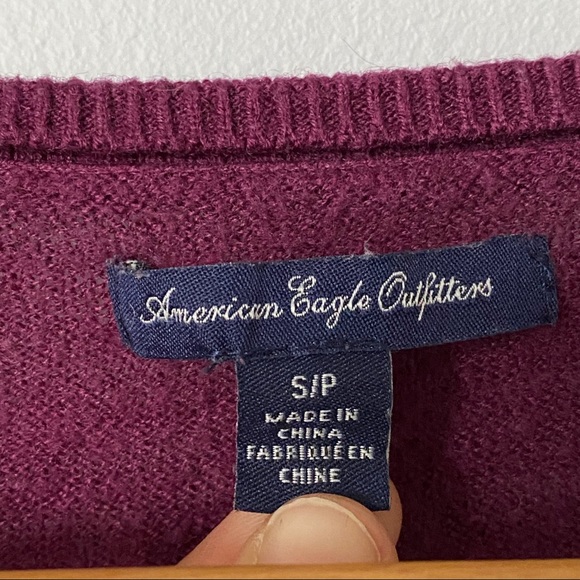 American Eagle Outfitters
S/P
MADE IN
CHINA
FABRIQUÉ EN
CHINE